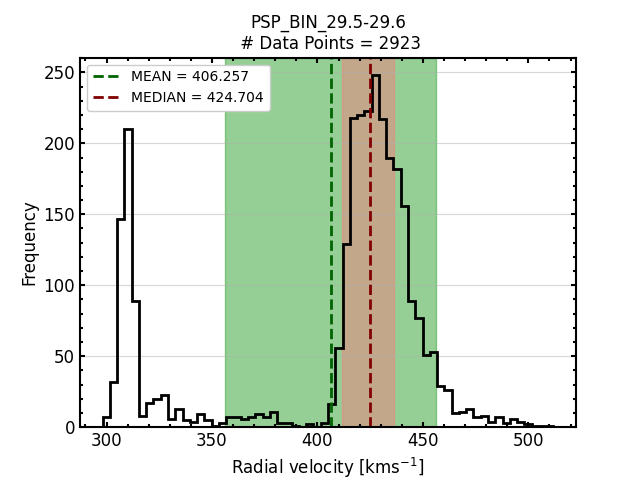 PSP_BIN_29.5-29.6
# Data Points = 2923
MEAN = 406.257
MEDIAN = 424.704
250
200
150
100
50
0
Frequency
300
350
400
450
500
Radial velocity [kms⁻¹]